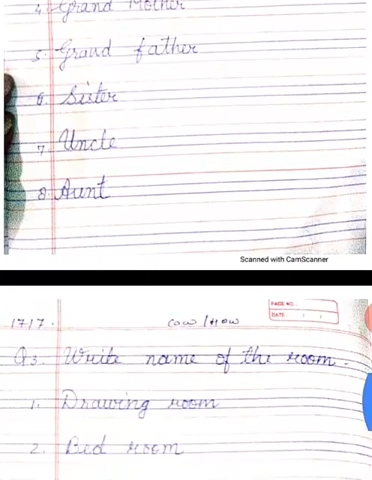 4. Grand Mother
5. Grand father
6. Sister
7. Uncle
8. Aunt
Scanned with CamScanner
PAGE NO.
DATE
17/7. cow/How
Q3. Write name of the room.
1. Drawing room
2. Bed room